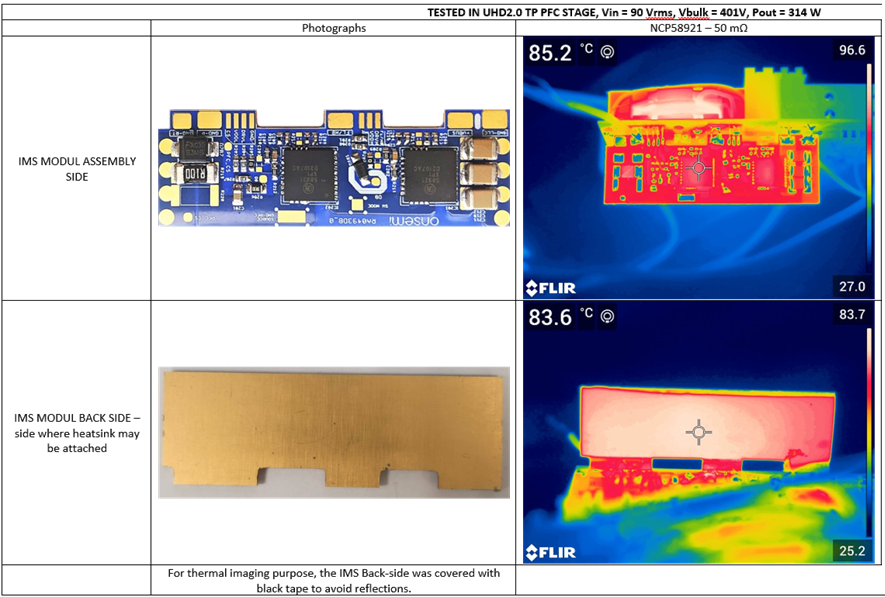 TESTED IN UHD2.0 TP PFC STAGE, Vin = 90 Vrms, Vbulk = 401V, Pout = 314 W
Photographs
NCP58921 – 50 mΩ
IMS MODUL ASSEMBLY
SIDE
onsemi
RA0493DB_0
R100
85.2 °C
96.6
27.0
FLIR
IMS MODUL BACK SIDE –
side where heatsink may
be attached
83.6 °C
83.7
25.2
FLIR
For thermal imaging purpose, the IMS Back-side was covered with
black tape to avoid reflections.